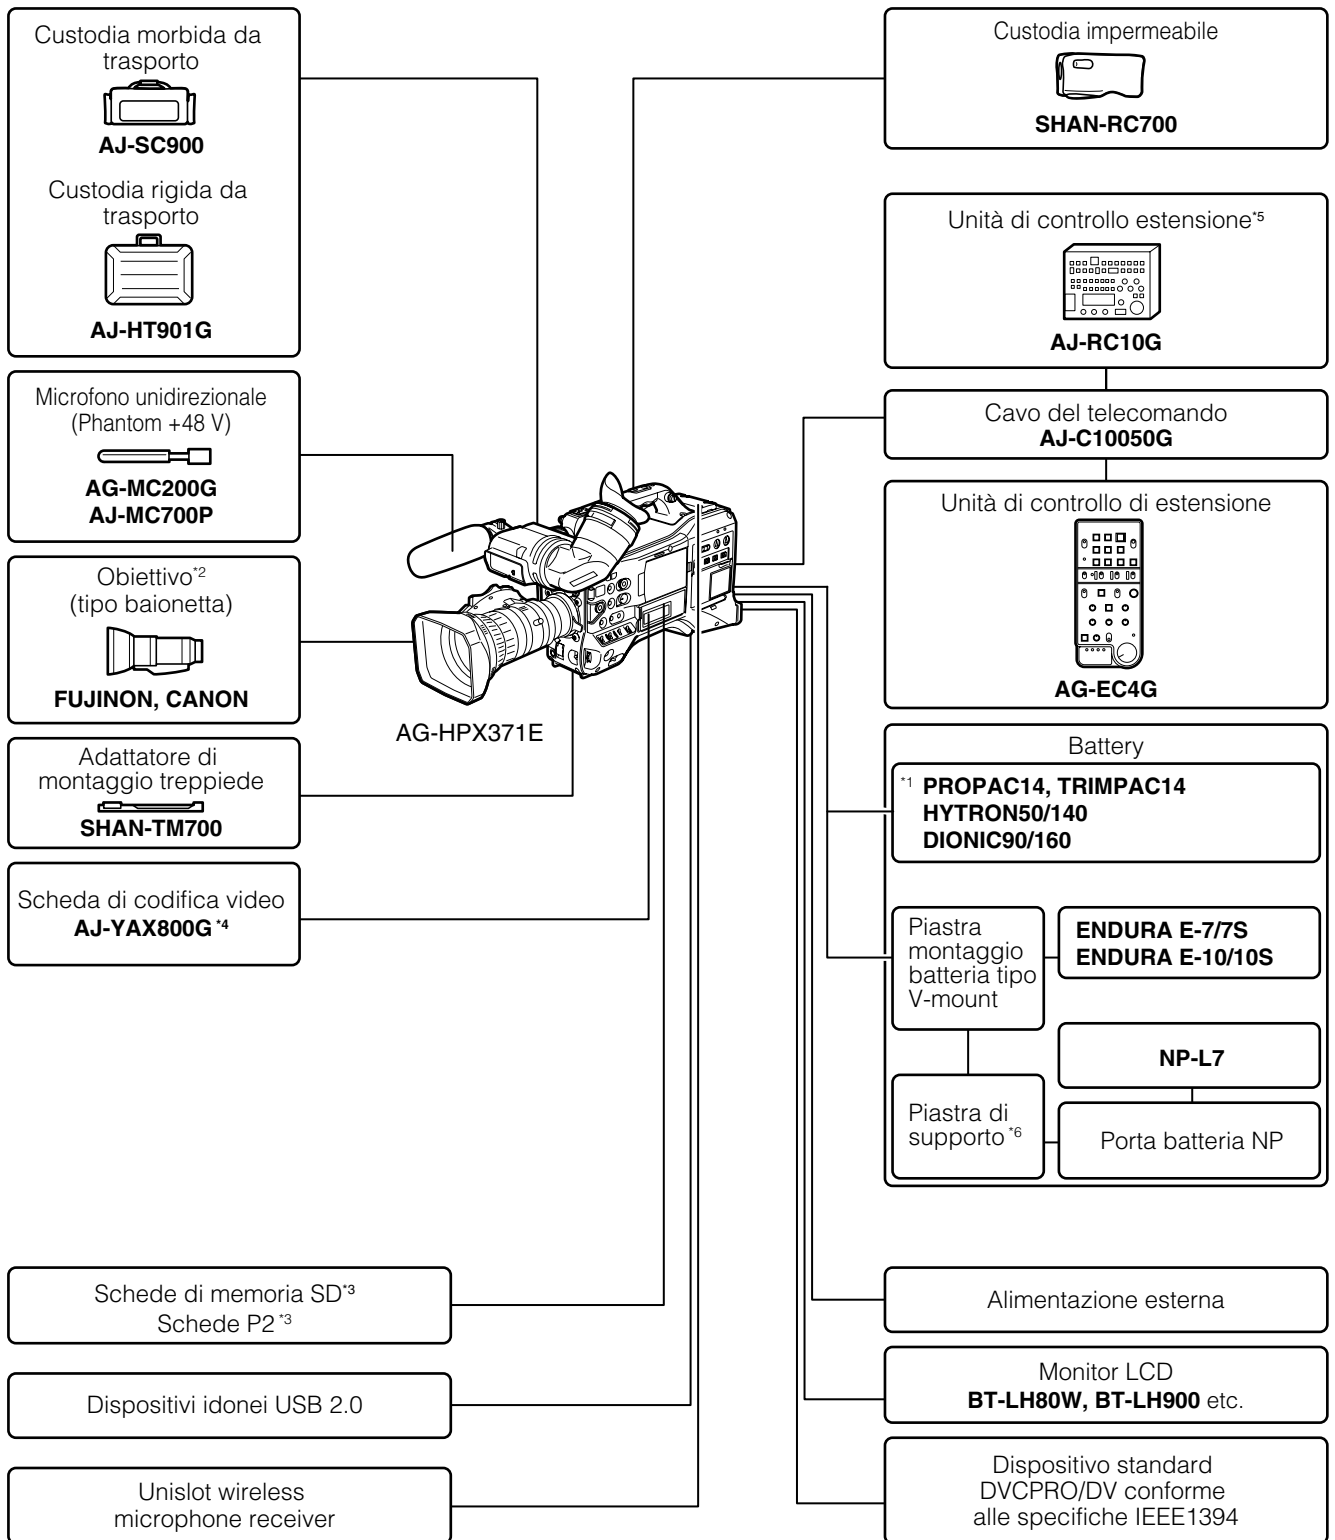 Custodia morbida da
trasporto
AJ-SC900
Custodia rigida da
trasporto
AJ-HT901G
Microfono unidirezionale
(Phantom +48 V)
AG-MC200G
AJ-MC700P
Obiettivo*2
(tipo baionetta)
FUJINON, CANON
Adattatore di
montaggio treppiede
SHAN-TM700
Scheda di codifica video
AJ-YAX800G*4
Schede di memoria SD*3
Schede P2*3
Dispositivi idonei USB 2.0
Unislot wireless
microphone receiver
AG-HPX371E
Custodia impermeabile
SHAN-RC700
Unità di controllo estensione*5
AJ-RC10G
Cavo del telecomando
AJ-C10050G
Unità di controllo di estensione
AG-EC4G
Battery
*1 PROPAC14, TRIMPAC14
HYTRON50/140
DIONIC90/160
Piastra
montaggio
batteria tipo
V-mount
ENDURA E-7/7S
ENDURA E-10/10S
NP-L7
Piastra di
supporto*6
Porta batteria NP
Alimentazione esterna
Monitor LCD
BT-LH80W, BT-LH900 etc.
Dispositivo standard
DVCPRO/DV conforme
alle specifiche IEEE1394